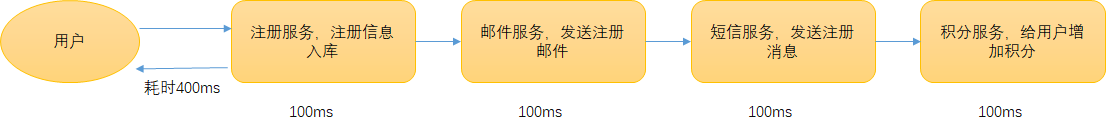 用户
注册服务，注册信息
入库
邮件服务，发送注册
邮件
短信服务，发送注册
消息
积分服务，给用户增
加积分
耗时400ms
100ms
100ms
100ms
100ms